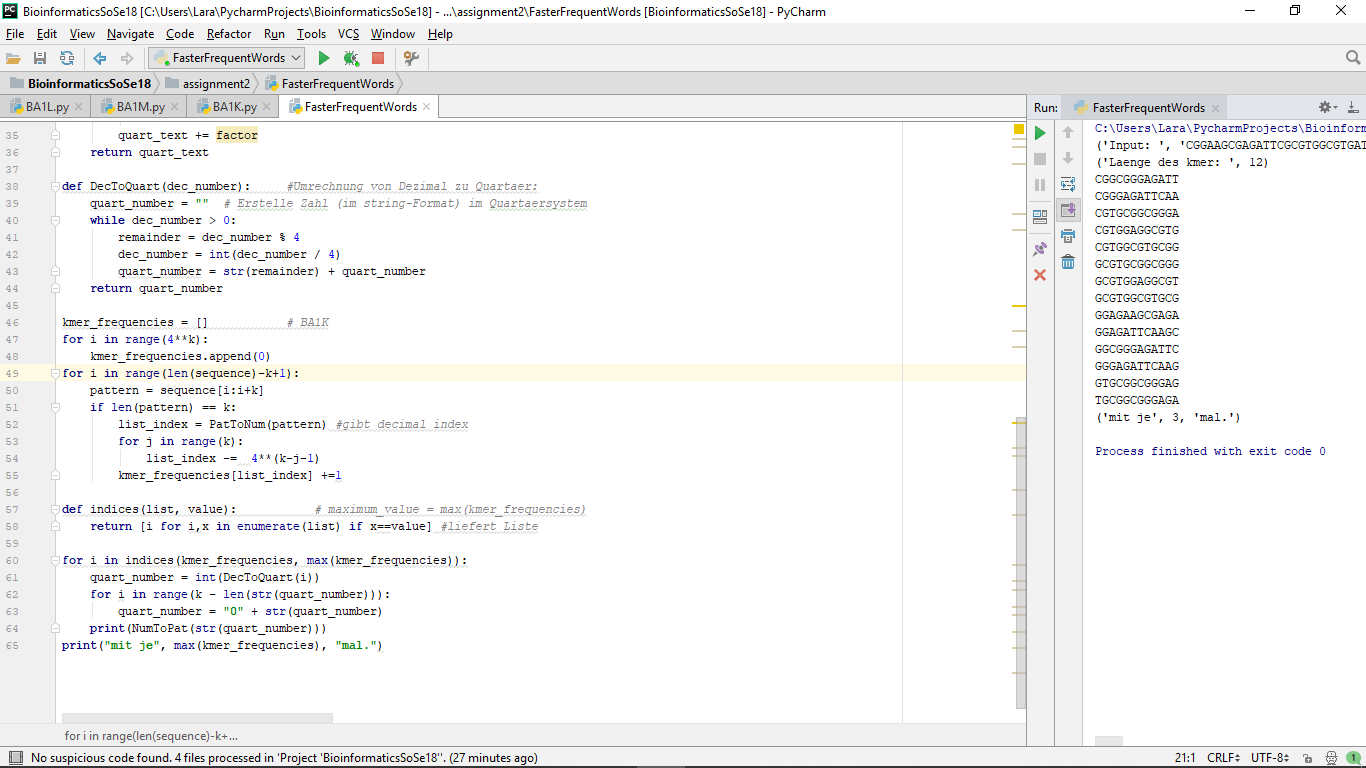 BioinformaticsSoSe18 [C:\Users\Lara\PycharmProjects\BioinformaticsSoSe18] - ...\assignment2\FasterFrequentWords [BioinformaticsSoSe18] - PyCharm
File Edit View Navigate Code Refactor Run Tools VCS Window Help
FasterFrequentWords
BioinformaticsSoSe18 assignment2 FasterFrequentWords
BA1L.py BA1M.py BA1K.py FasterFrequentWords
35 quart_text += factor
36 return quart_text
37
38 def DecToQuart(dec_number): #Umrechnung von Dezimal zu Quartaer:
39 quart_number = "" # Erstelle Zahl (im string-Format) im Quartaersystem
40 while dec_number > 0:
41 remainder = dec_number % 4
42 dec_number = int(dec_number / 4)
43 quart_number = str(remainder) + quart_number
44 return quart_number
45
46 kmer_frequencies = [] # BA1K
47 for i in range(4**k):
48 kmer_frequencies.append(0)
49 for i in range(len(sequence)-k+1):
50 pattern = sequence[i:i+k]
51 if len(pattern) == k:
52 list_index = PatToNum(pattern) #gibt decimal index
53 for j in range(k):
54 list_index -= 4**(k-j-1)
55 kmer_frequencies[list_index] +=1
56
57 def indices(list, value): # maximum_value = max(kmer_frequencies)
58 return [i for i,x in enumerate(list) if x==value] #liefert Liste
59
60 for i in indices(kmer_frequencies, max(kmer_frequencies)):
61 quart_number = int(DecToQuart(i))
62 for i in range(k - len(str(quart_number))):
63 quart_number = "0" + str(quart_number)
64 print(NumToPat(str(quart_number)))
65 print("mit je", max(kmer_frequencies), "mal.")
for i in range(len(sequence)-k+...
Run: FasterFrequentWords
C:\Users\Lara\PycharmProjects\Bioinform
('Input: ', 'CGGAAGCGAGATTCGCGTGGCGTGAT
('Laenge des kmer: ', 12)
CGGCGGGAGATT
CGGGAGATTCAA
CGTGCGGCGGGA
CGTGGAGGCGTG
CGTGGCGTGCGG
GCGTGCGGCGGG
GCGTGGAGGCGT
GCGTGGCGTGCG
GGAGAAGCGAGA
GGAGATTCAAGC
GGCGGGAGATTC
GGGAGATTCAAG
GTGCGGCGGGAG
TGCGGCGGGAGA
('mit je', 3, 'mal.')
Process finished with exit code 0
No suspicious code found. 4 files processed in 'Project 'BioinformaticsSoSe18''. (27 minutes ago)
21:1 CRLF UTF-8 1